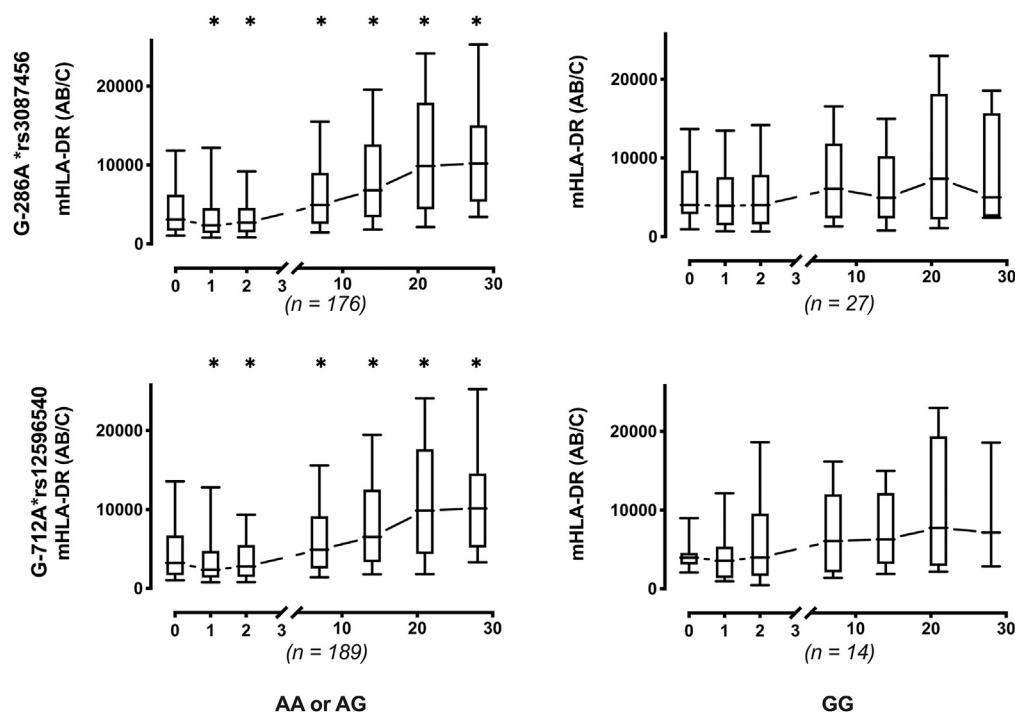 * * * * * *
G-286A *rs3087456
mHLA-DR (AB/C)
20000
10000
0
0 1 2 3 10 20 30
(n = 176)
mHLA-DR (AB/C)
20000
10000
0
0 1 2 3 10 20 30
(n = 27)
* * * * * *
G-712A*rs12596540
mHLA-DR (AB/C)
20000
10000
0
0 1 2 3 10 20 30
(n = 189)
mHLA-DR (AB/C)
20000
10000
0
0 1 2 3 10 20 30
(n = 14)
AA or AG
GG